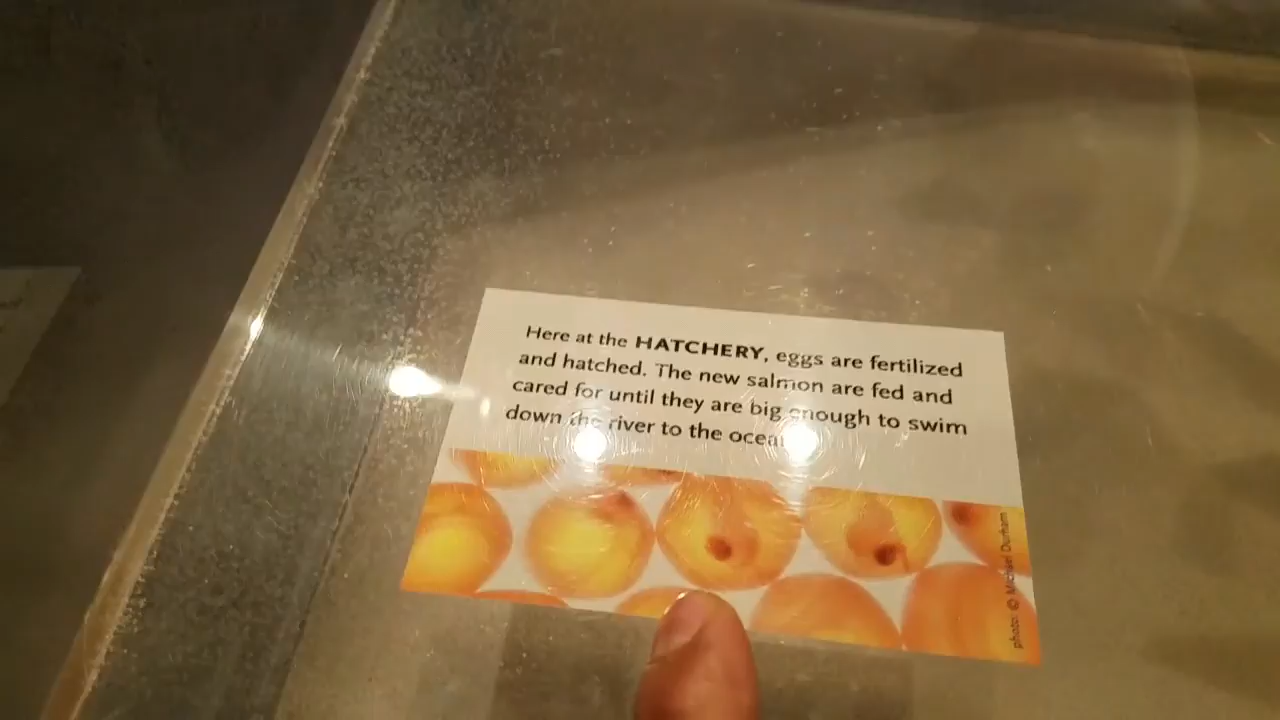 Here at the HATCHERY, eggs are fertilized
and hatched. The new salmon are fed and
cared for until they are big enough to swim
down the river to the ocean
photo: © Michael Durham